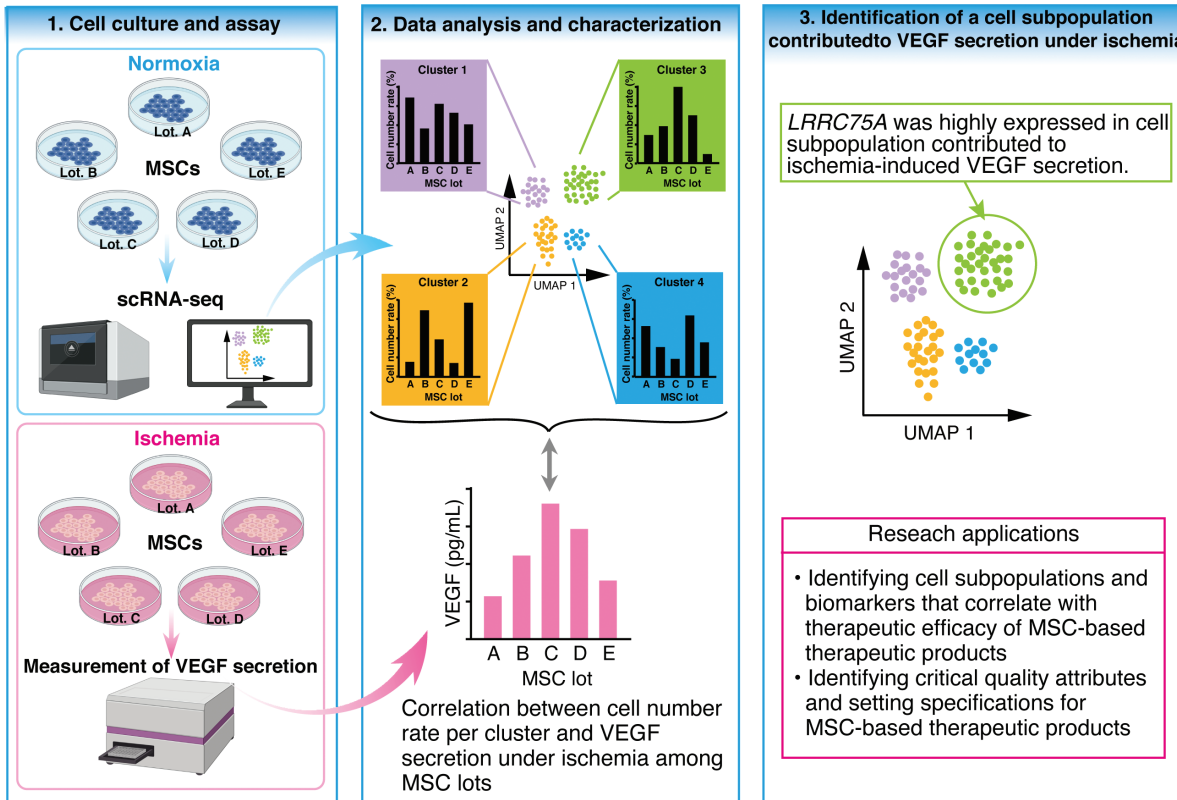 1. Cell culture and assay
Normoxia
Lot. A
Lot. B
MSCs
Lot. E
Lot. C
Lot. D
scRNA-seq
Ischemia
Lot. A
Lot. B
MSCs
Lot. E
Lot. C
Lot. D
Measurement of VEGF secretion
2. Data analysis and characterization
Cluster 1
Cell number rate (%)
A B C D E
MSC lot
Cluster 3
Cell number rate (%)
A B C D E
MSC lot
UMAP 2
UMAP 1
Cluster 2
Cell number rate (%)
A B C D E
MSC lot
Cluster 4
Cell number rate (%)
A B C D E
MSC lot
VEGF (pg/mL)
A B C D E
MSC lot
Correlation between cell number
rate per cluster and VEGF
secretion under ischemia among
MSC lots
3. Identification of a cell subpopulation
contributedto VEGF secretion under ischemia
LRRC75A was highly expressed in cell
subpopulation contributed to
ischemia-induced VEGF secretion.
UMAP 2
UMAP 1
Reseach applications
• Identifying cell subpopulations and
biomarkers that correlate with
therapeutic efficacy of MSC-based
therapeutic products
• Identifying critical quality attributes
and setting specifications for
MSC-based therapeutic products